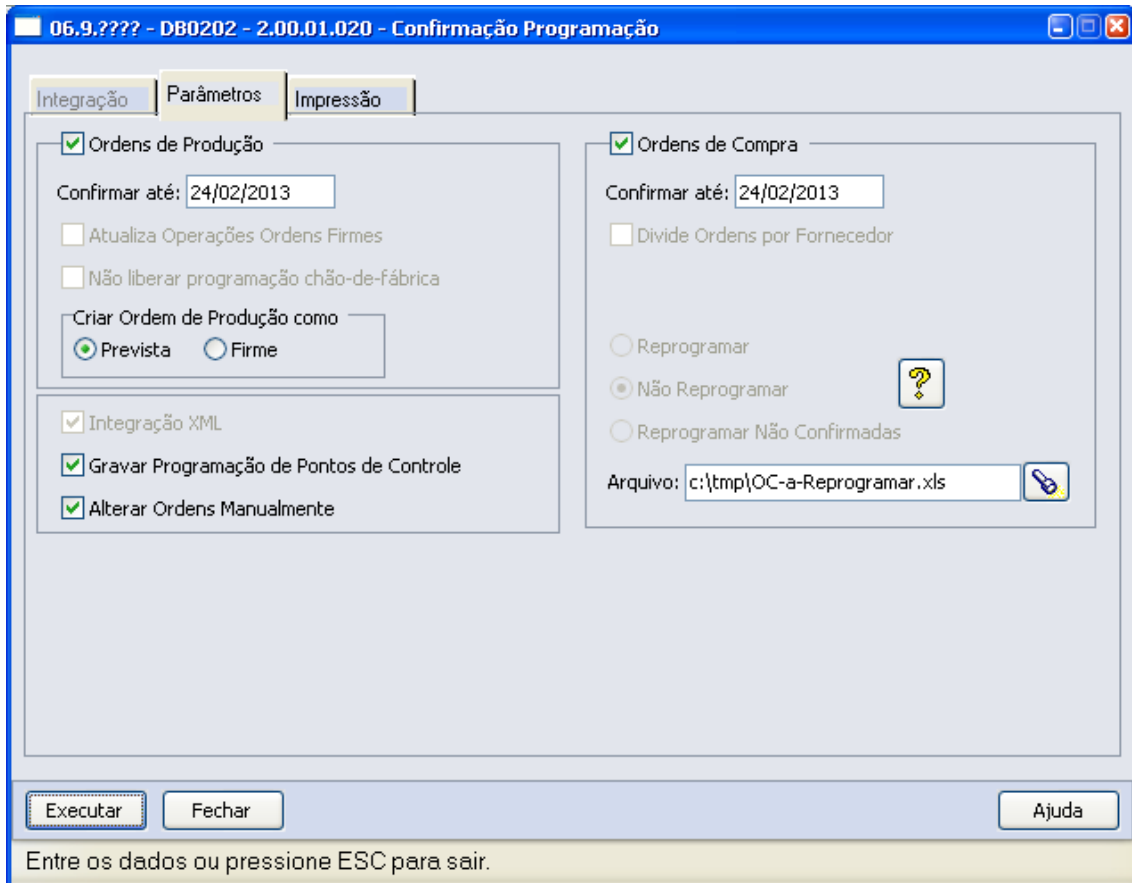 06.9.???? - DB0202 - 2.00.01.020 - Confirmação Programação
Integração
Parâmetros
Impressão
Ordens de Produção
Confirmar até: 24/02/2013
Atualiza Operações Ordens Firmes
Não liberar programação chão-de-fábrica
Criar Ordem de Produção como
Prevista Firme
Integração XML
Gravar Programação de Pontos de Controle
Alterar Ordens Manualmente
Ordens de Compra
Confirmar até: 24/02/2013
Divide Ordens por Fornecedor
Reprogramar
Não Reprogramar
?
Reprogramar Não Confirmadas
Arquivo: c:\tmp\OC-a-Reprogramar.xls
Executar Fechar Ajuda
Entre os dados ou pressione ESC para sair.